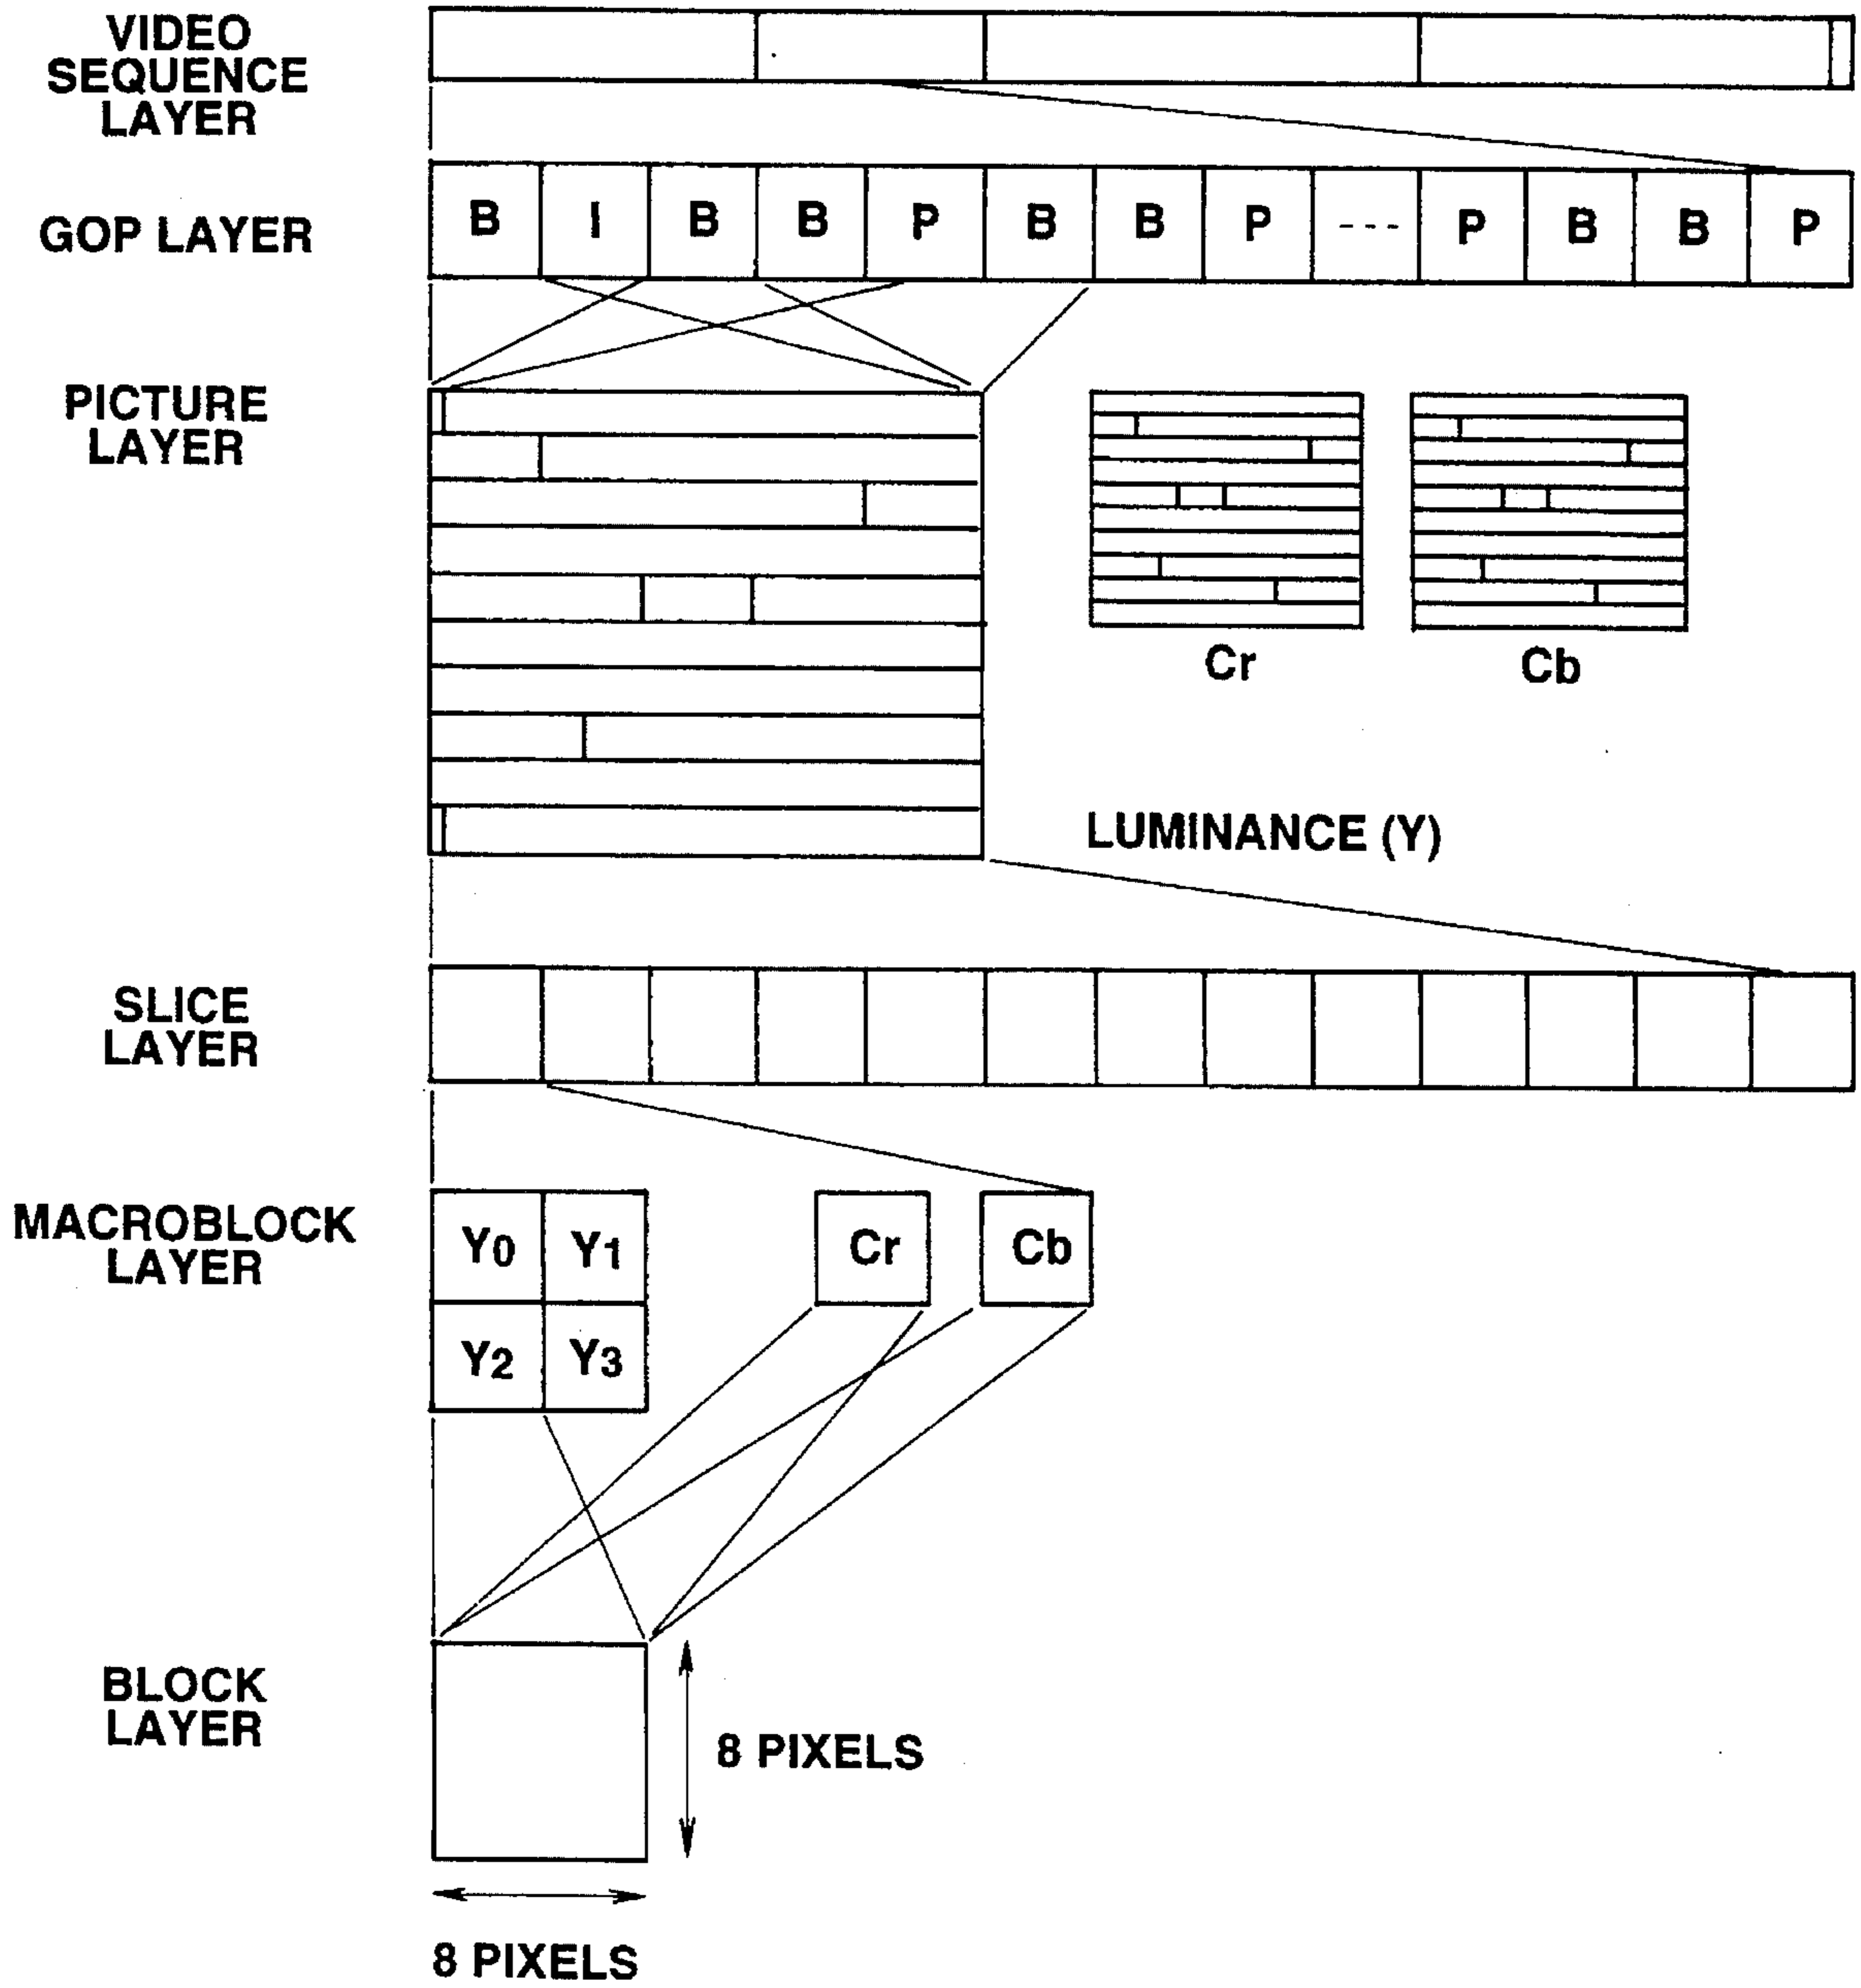 VIDEO
SEQUENCE
LAYER
GOP LAYER
B I B B P B B P --- P B B P
PICTURE
LAYER
Cr
Cb
LUMINANCE (Y)
SLICE
LAYER
MACROBLOCK
LAYER
Y0 Y1
Cr
Cb
Y2 Y3
BLOCK
LAYER
8 PIXELS
8 PIXELS